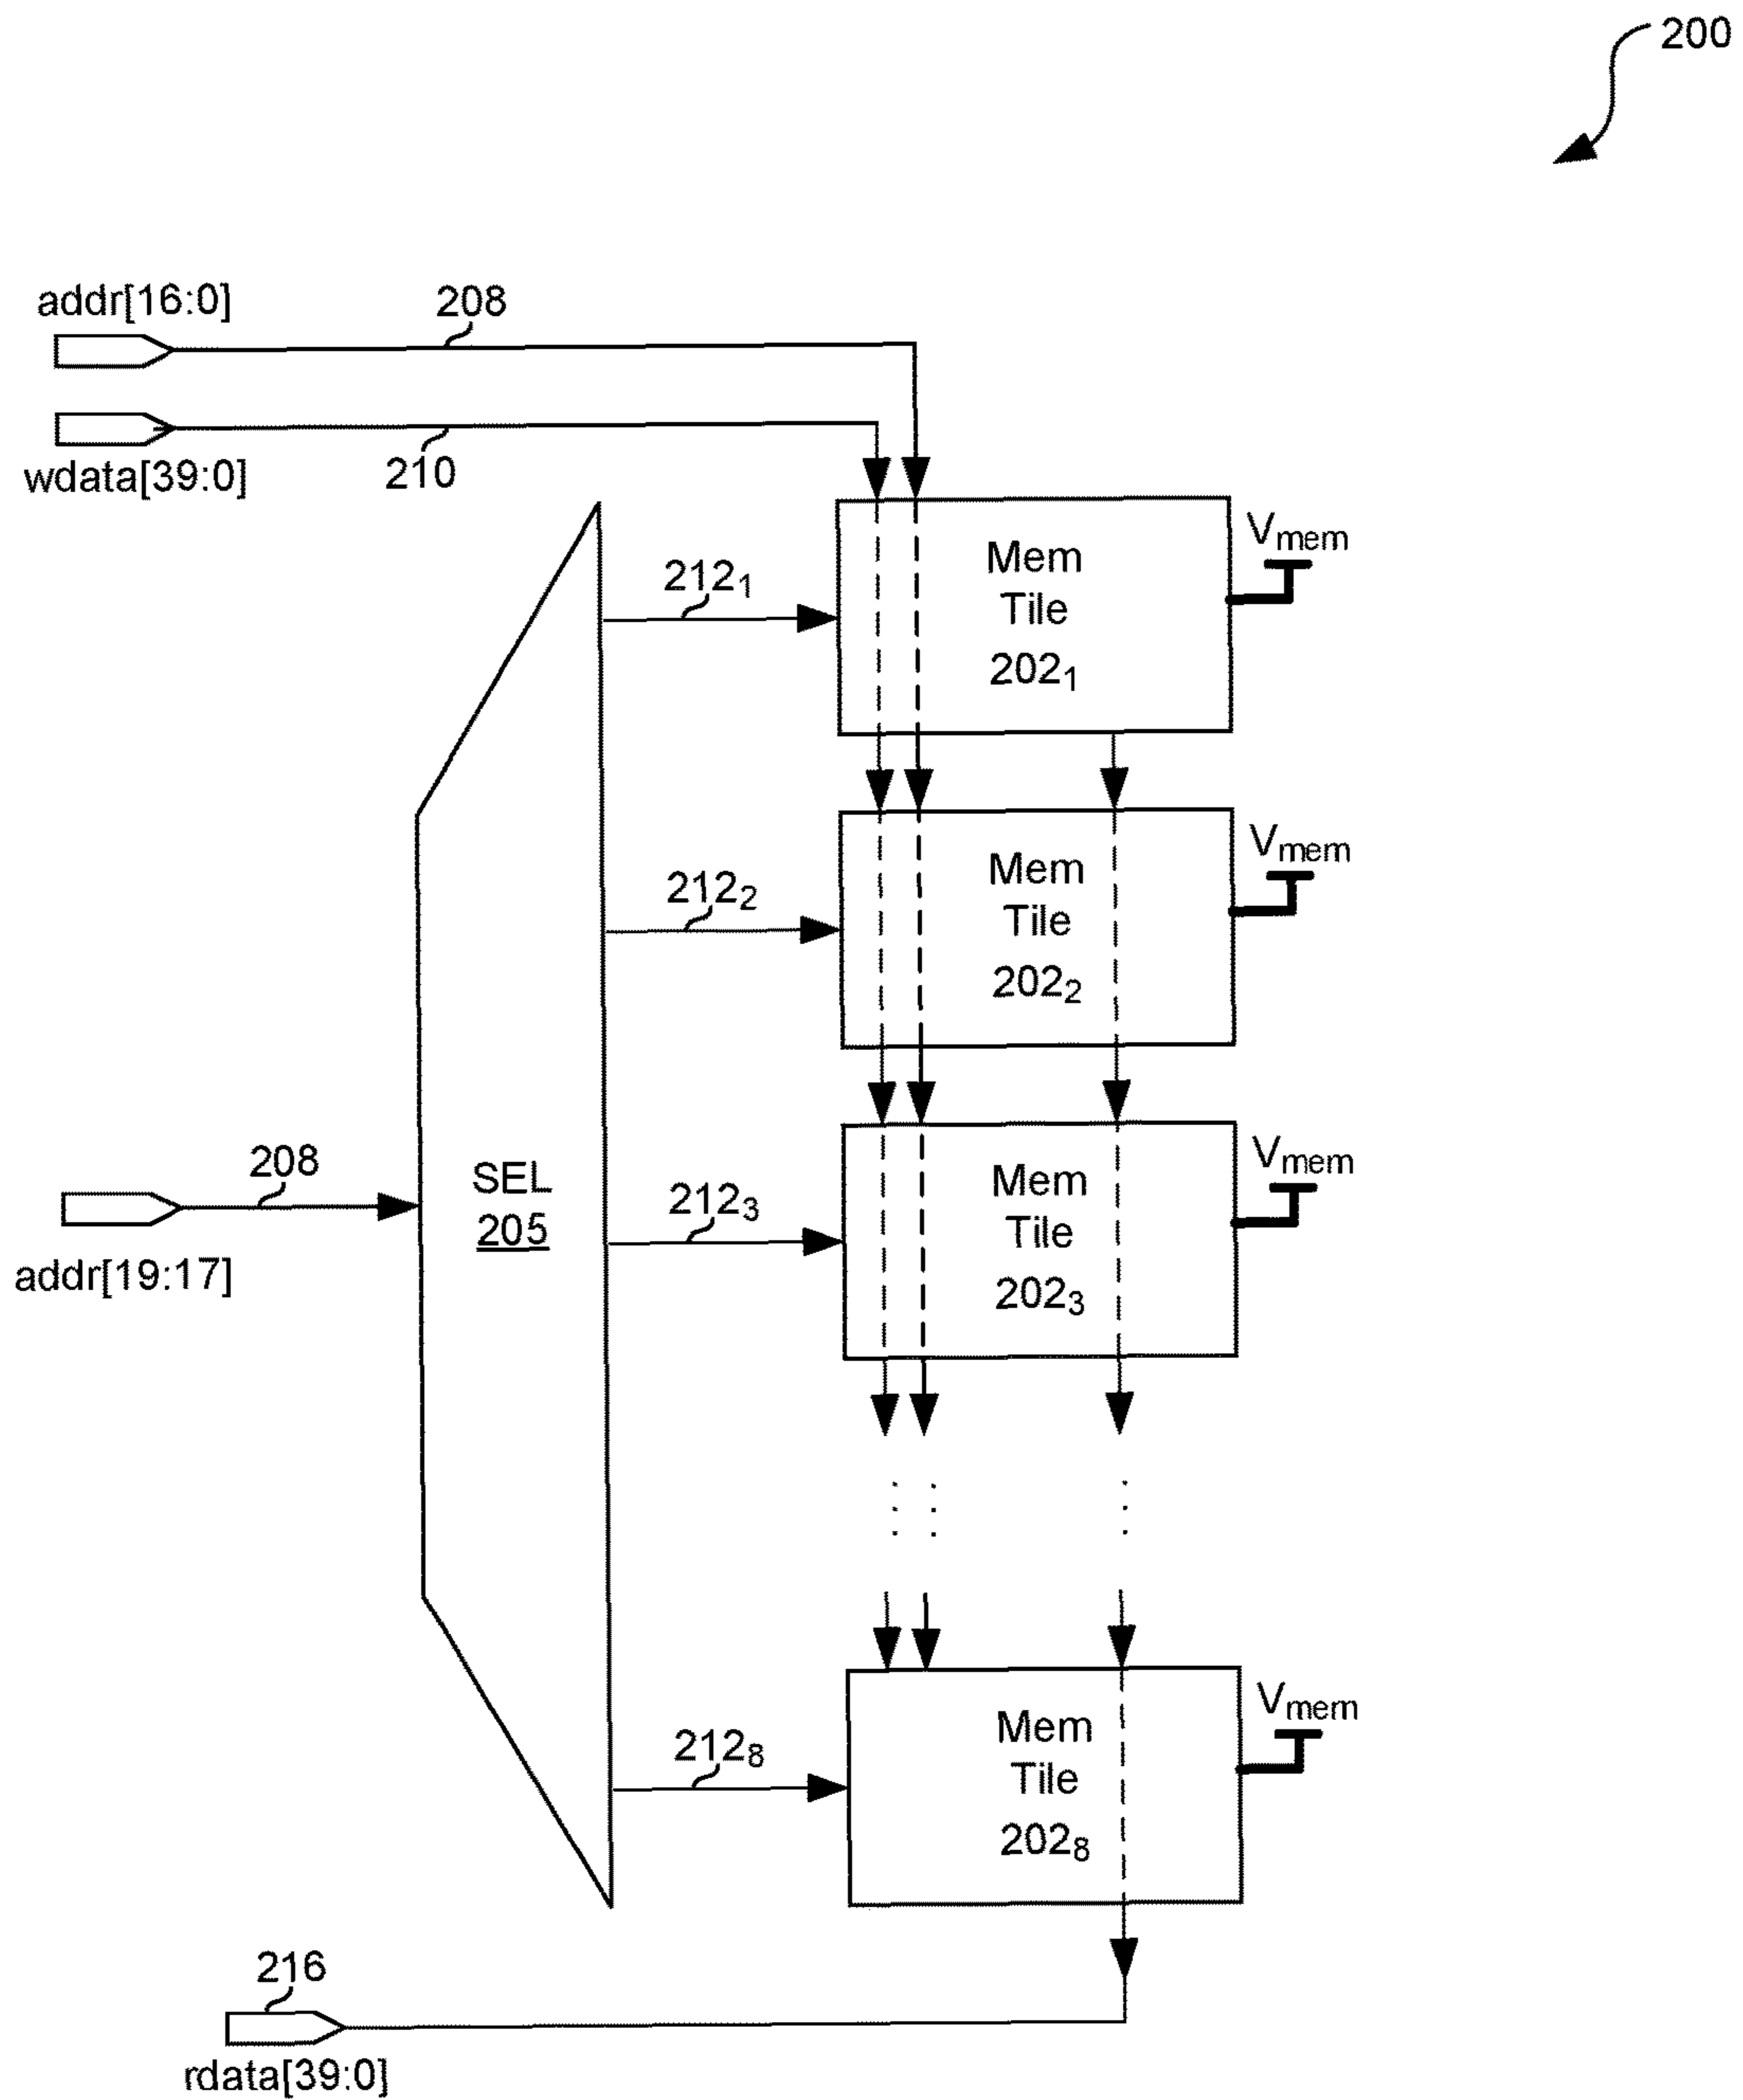 200
addr[16:0]
208
wdata[39:0]
210
Mem
Tile
202₁
Vmem
212₁
Mem
Tile
202₂
Vmem
212₂
Mem
Tile
202₃
Vmem
212₃
208
addr[19:17]
SEL
205
Mem
Tile
202₈
Vmem
212₈
216
rdata[39:0]